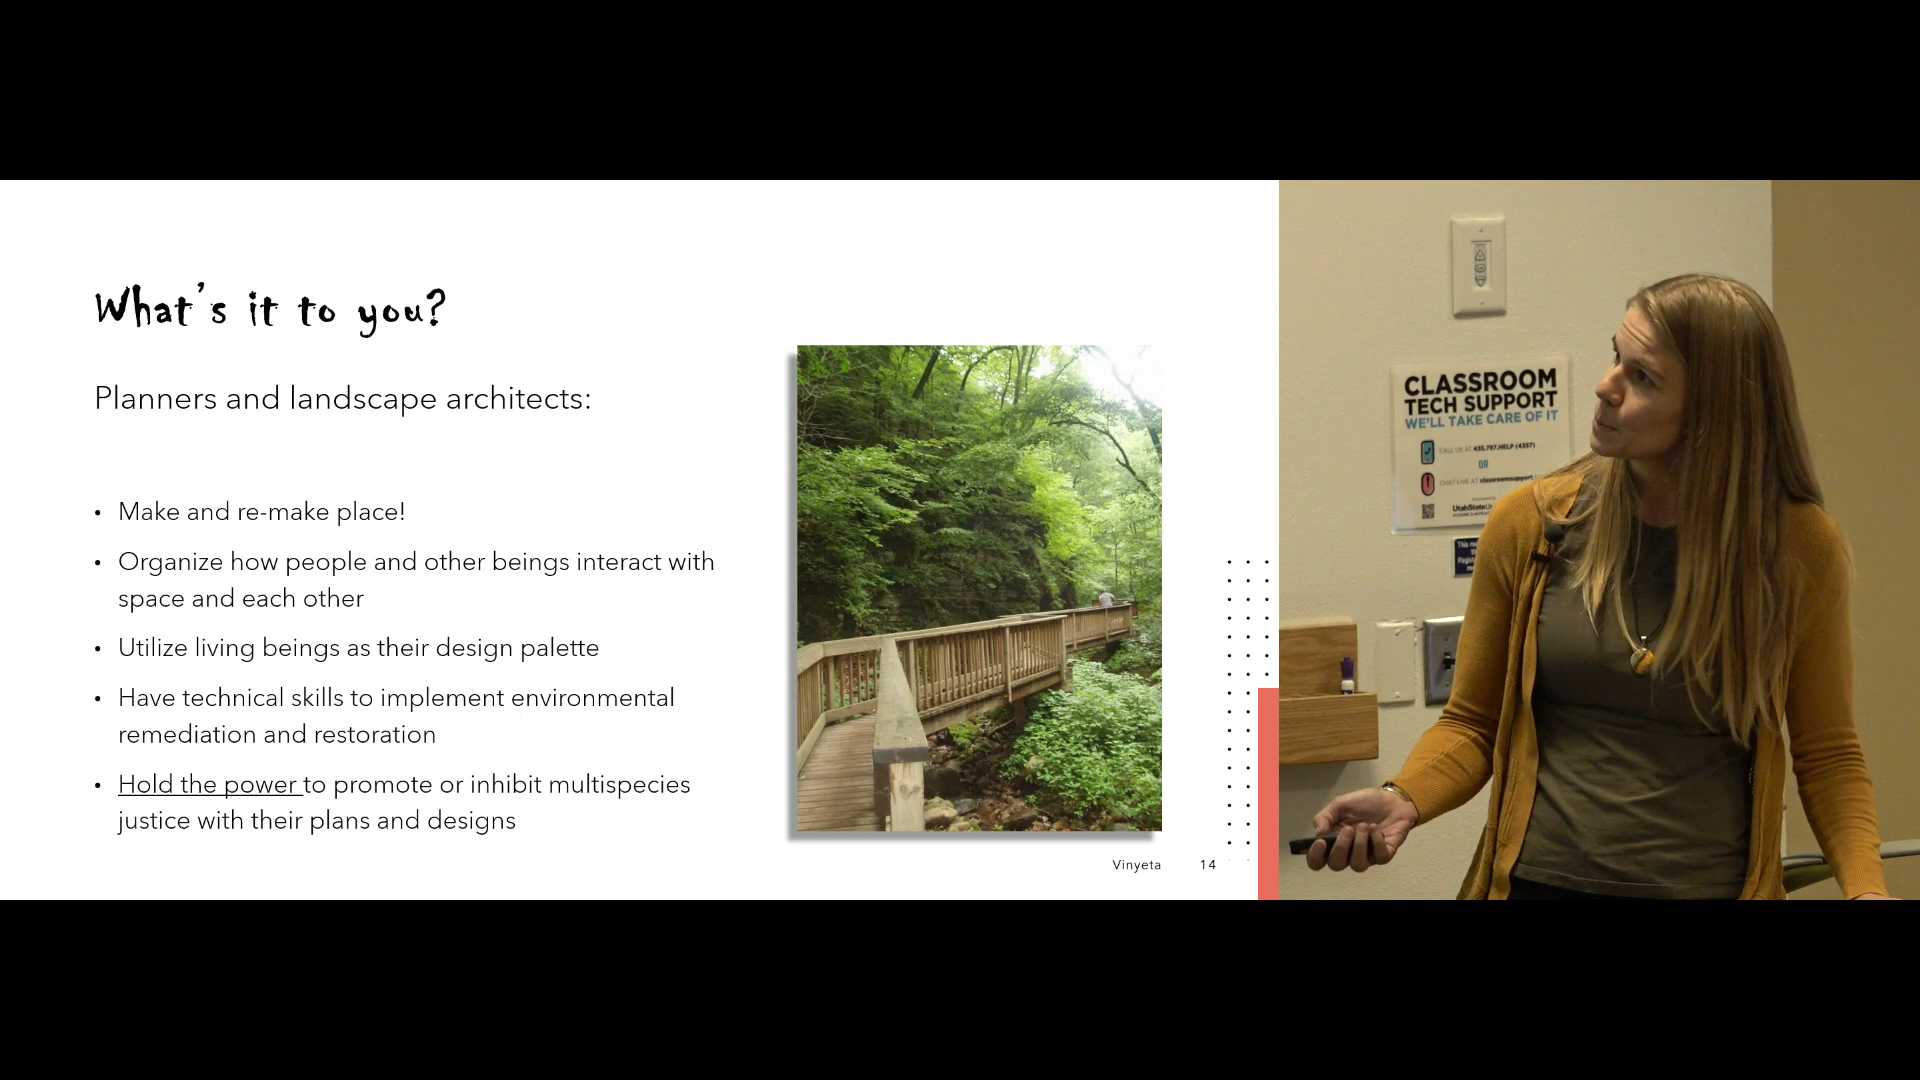 What's it to you?
Planners and landscape architects:
• Make and re-make place!
• Organize how people and other beings interact with
space and each other
• Utilize living beings as their design palette
• Have technical skills to implement environmental
remediation and restoration
• Hold the power to promote or inhibit multispecies
justice with their plans and designs
Vinyeta 14
CLASSROOM
TECH SUPPORT
WE'LL TAKE CARE OF IT
CALL US AT 435.797.HELP (4357)
OR
CHAT LIVE AT classroomsupport.
UtahStateUn
This